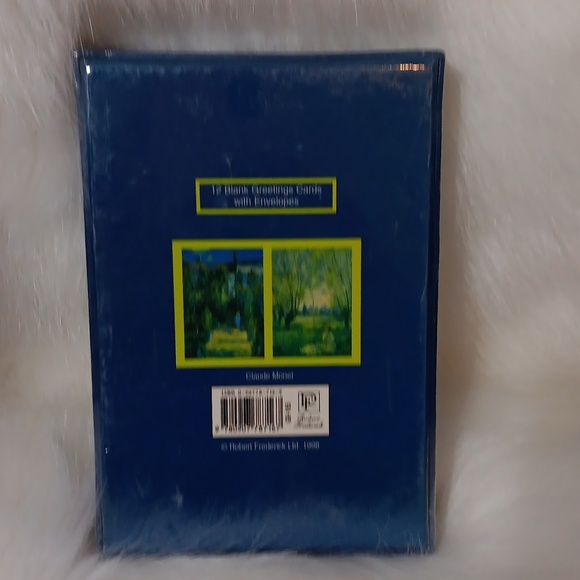 12 Blank Greetings Cards
with Envelopes
Claude Monet
© Robert Frederick Ltd. 1998